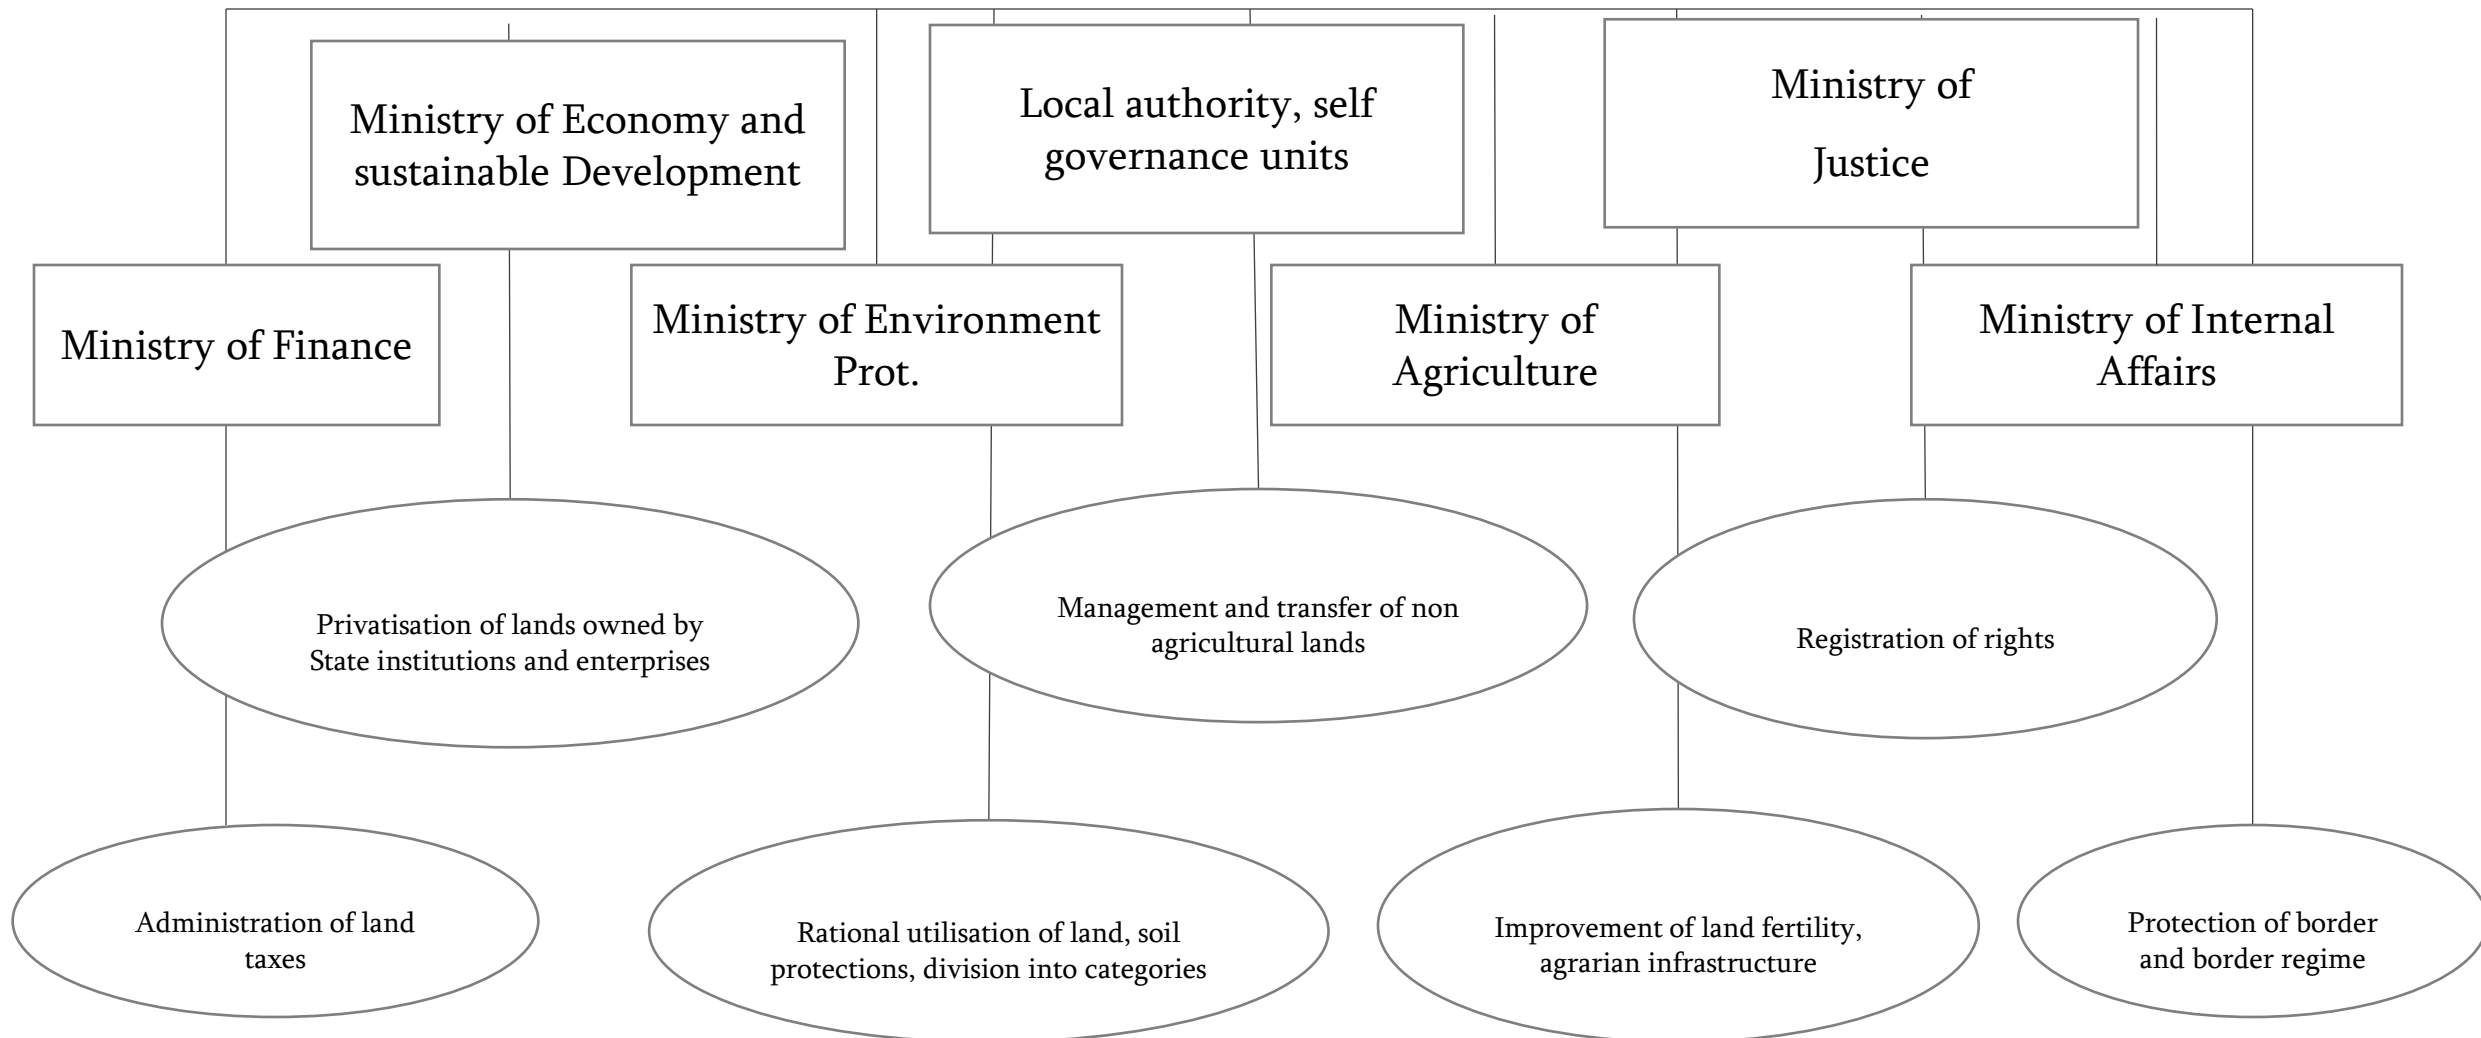 Ministry of Economy and
sustainable Development
Local authority, self
governance units
Ministry of
Justice
Ministry of Finance
Ministry of Environment
Prot.
Ministry of
Agriculture
Ministry of Internal
Affairs
Privatisation of lands owned by
State institutions and enterprises
Management and transfer of non
agricultural lands
Registration of rights
Administration of land
taxes
Rational utilisation of land, soil
protections, division into categories
Improvement of land fertility,
agrarian infrastructure
Protection of border
and border regime